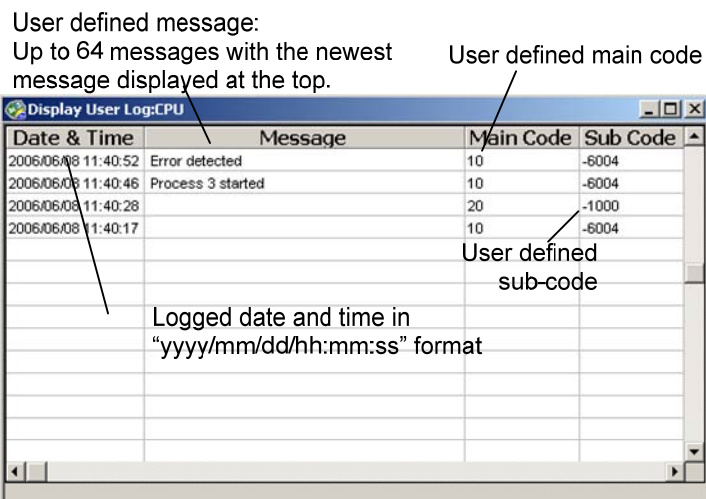 User defined message:
Up to 64 messages with the newest
message displayed at the top.
User defined main code
Display User Log:CPU
Date & Time Message Main Code Sub Code
2006/06/08 11:40:52 Error detected 10 -6004
2006/06/08 11:40:46 Process 3 started 10 -6004
2006/06/08 11:40:28 20 -1000
2006/06/08 11:40:17 10 -6004
User defined
sub-code
Logged date and time in
“yyyy/mm/dd/hh:mm:ss” format